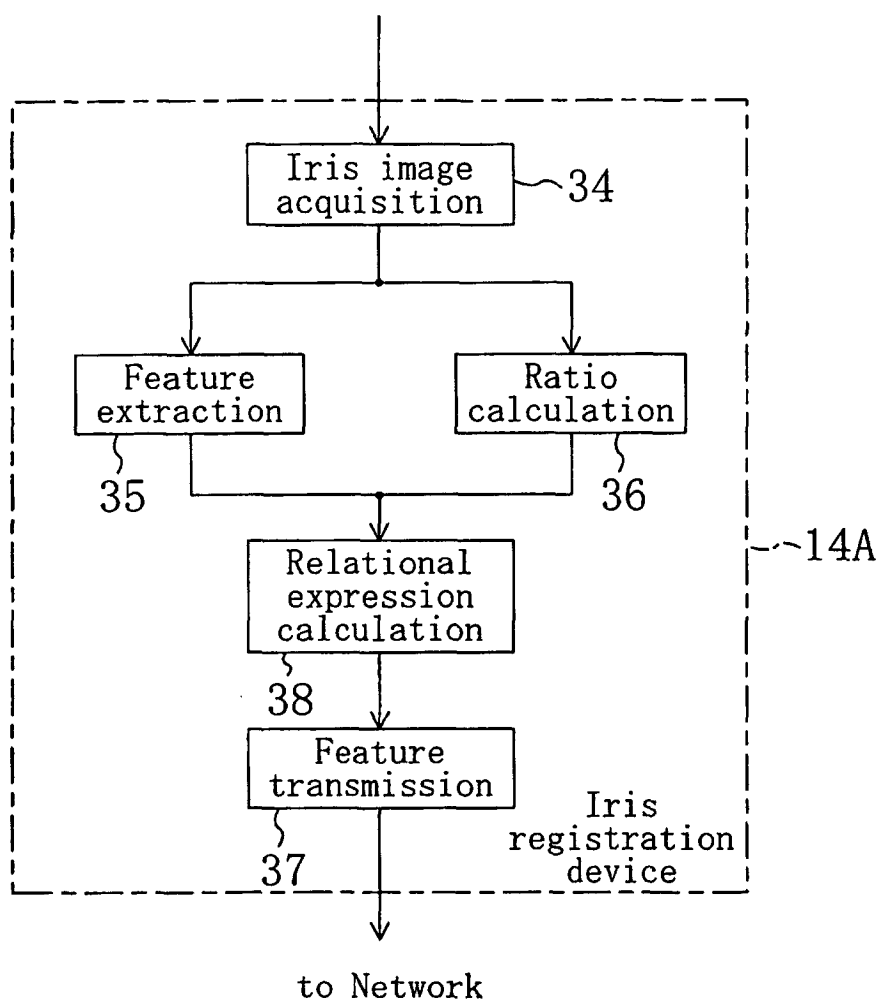 Iris image
acquisition
34
Feature
extraction
35
Ratio
calculation
36
14A
Relational
expression
calculation
38
Feature
transmission
37
Iris
registration
device
to Network